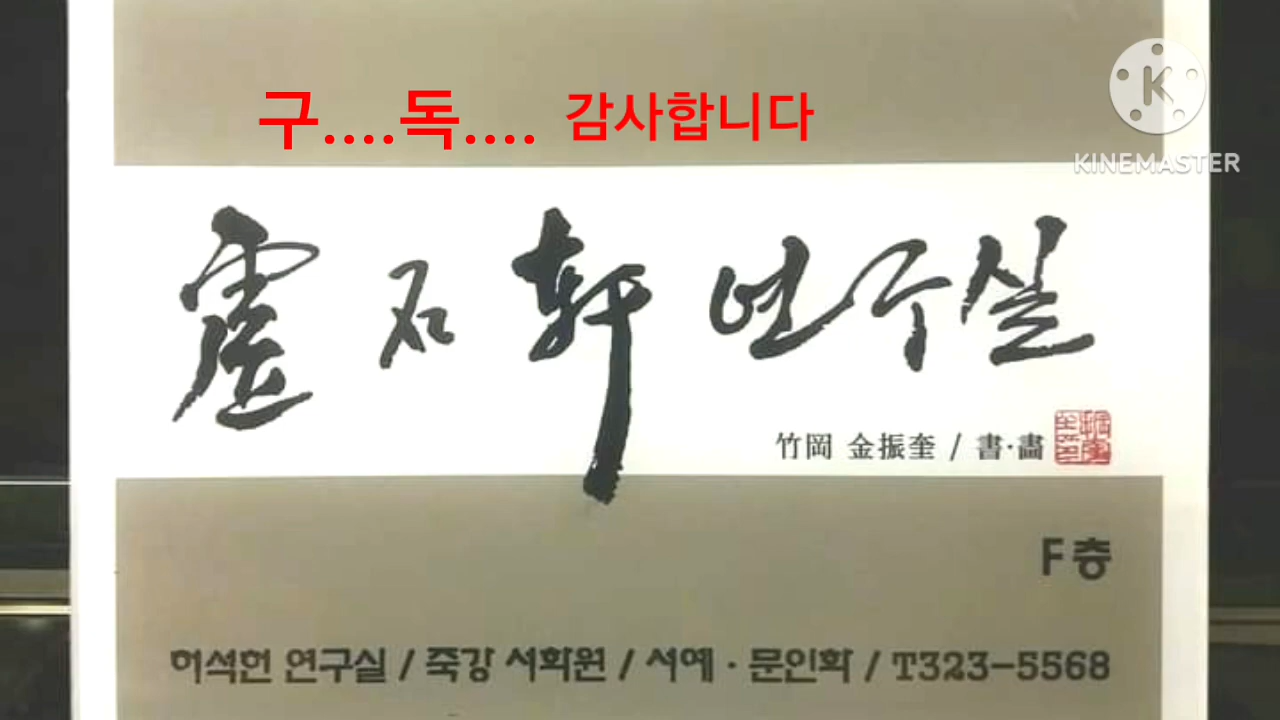 구....독.... 감사합니다
KINEMASTER
虛石軒 연구실
竹岡 金振奎 / 書·畵
F층
허석헌 연구실 / 죽강 서화원 / 서예 · 문인화 / T323-5568